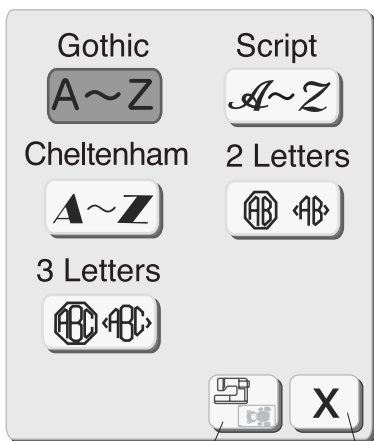 Gothic Script
A~Z A~Z
Cheltenham 2 Letters
A~Z AB <AB>
3 Letters
ABC <ABC>
X